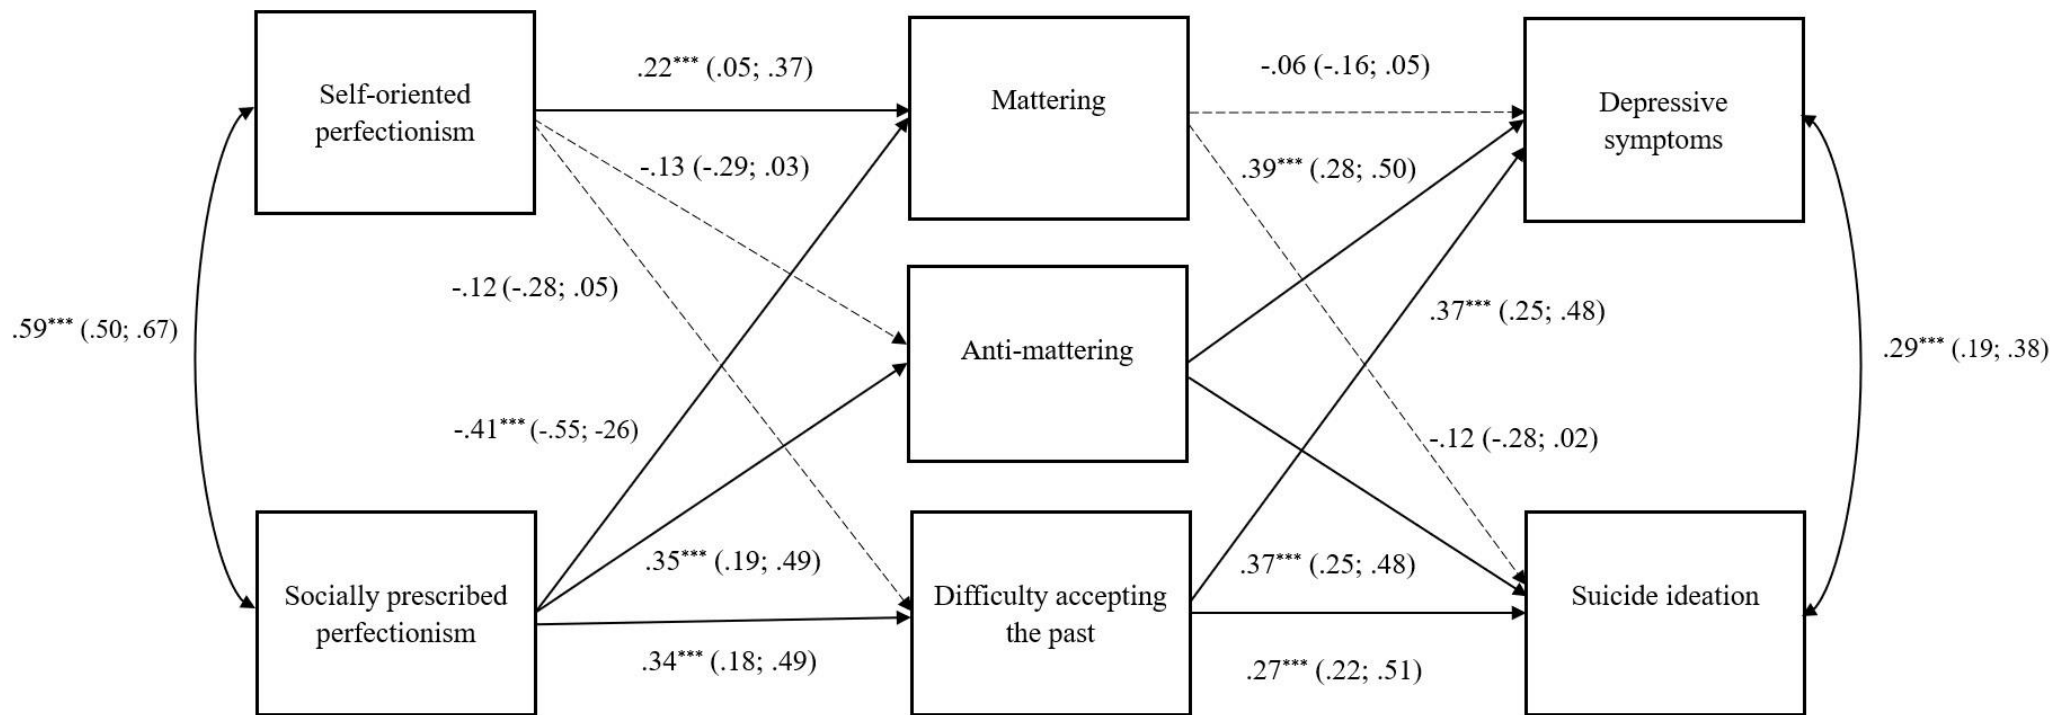 Self-oriented
perfectionism
.22*** (.05; .37)
Mattering
-.06 (-.16; .05)
Depressive
symptoms
-.13 (-.29; .03)
.39*** (.28; .50)
-.12 (-.28; .05)
.37*** (.25; .48)
.59*** (.50; .67)
Anti-mattering
.29*** (.19; .38)
-.41*** (-.55; -26)
-.12 (-.28; .02)
.35*** (.19; .49)
.37*** (.25; .48)
Socially prescribed
perfectionism
Difficulty accepting
the past
Suicide ideation
.34*** (.18; .49)
.27*** (.22; .51)